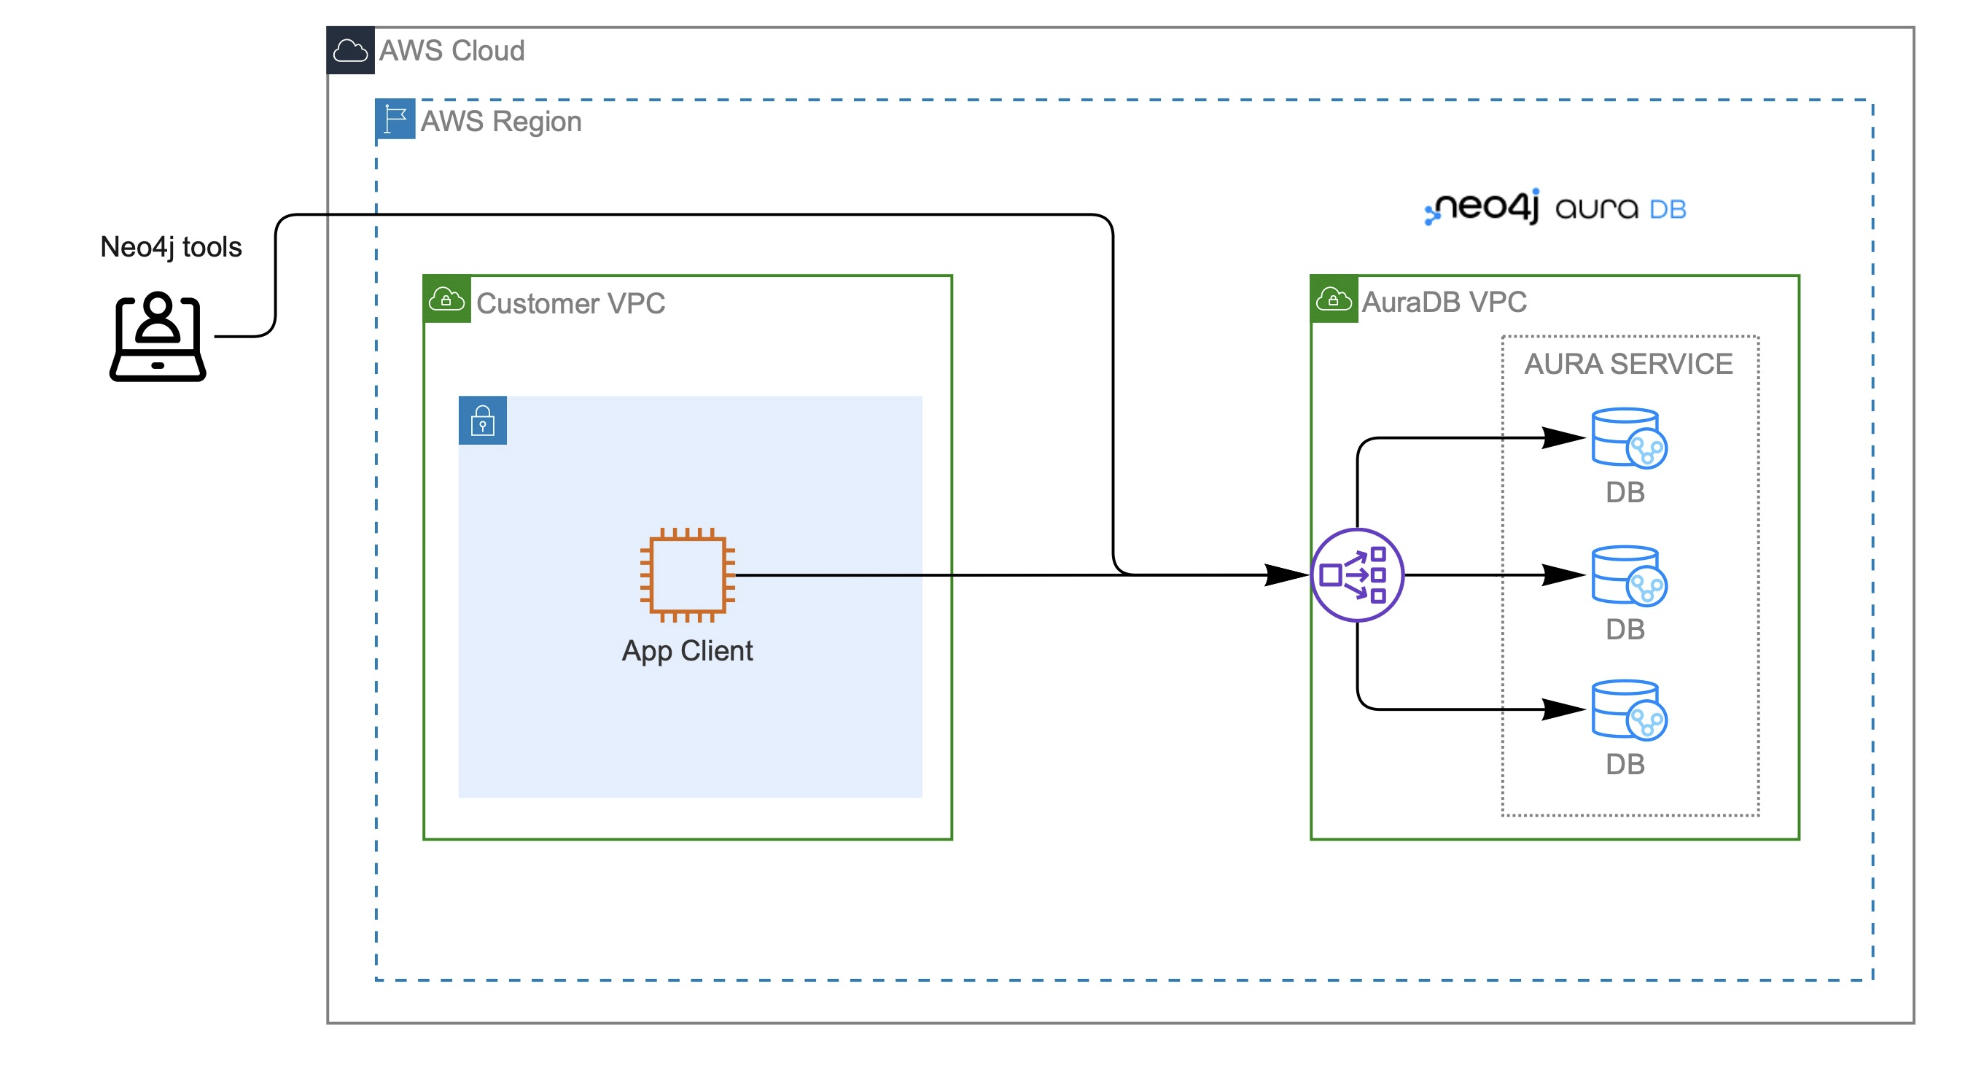 AWS Cloud
AWS Region
neo4j aura DB
Neo4j tools
Customer VPC
AuraDB VPC
AURA SERVICE
DB
DB
App Client
DB